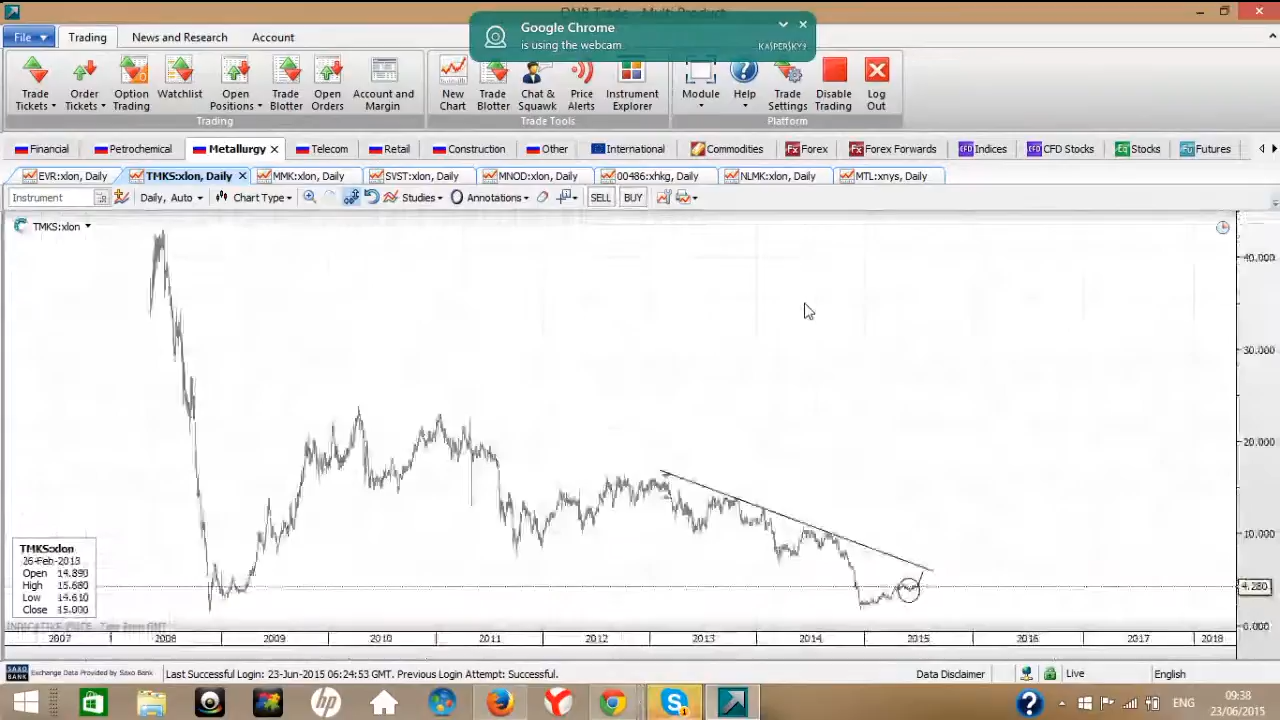 Google Chrome
is using the webcam
KASPERSKY
File
Trading
News and Research
Account
Trade Tickets
Order Tickets
Option Trading
Watchlist
Open Positions
Trade Blotter
Open Orders
Account and Margin
New Chart
Trade Blotter
Chat & Squawk
Price Alerts
Instrument Explorer
Module
Help
Trade Settings
Disable Trading
Log Out
Trading
Trade Tools
Platform
Financial
Petrochemical
Metallurgy
Telecom
Retail
Construction
Other
International
Commodities
Forex
Forex Forwards
Indices
CFD Stocks
Stocks
Futures
EVR:xlon, Daily
TMKS:xlon, Daily
MMK:xlon, Daily
SVST:xlon, Daily
MNOD:xlon, Daily
00486:xhkg, Daily
NLMK:xlon, Daily
MTL:xnys, Daily
Instrument
Daily, Auto
Chart Type
Studies
Annotations
SELL
BUY
TMKS:xlon
40.000
30.000
20.000
10.000
4.280
0.000
TMKS:xlon
26-Feb-2013
Open 14.890
High 15.680
Low 14.610
Close 15.000
2007 2008 2009 2010 2011 2012 2013 2014 2015 2016 2017 2018
SAXO BANK
Exchange Data Provided by Saxo Bank
Last Successful Login: 23-Jun-2015 06:24:53 GMT. Previous Login Attempt: Successful.
Data Disclaimer
Live
English
ENG
09:38
23/06/2015